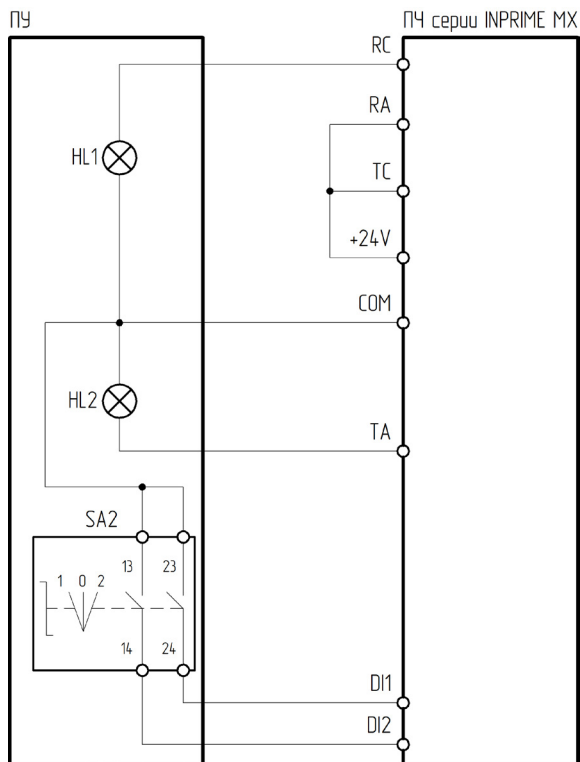 ПУ ПЧ серии INPRIME MX
RC
RA
HL1
TC
+24V
COM
HL2
TA
SA2
13 23
1 0 2
14 24
DI1
DI2